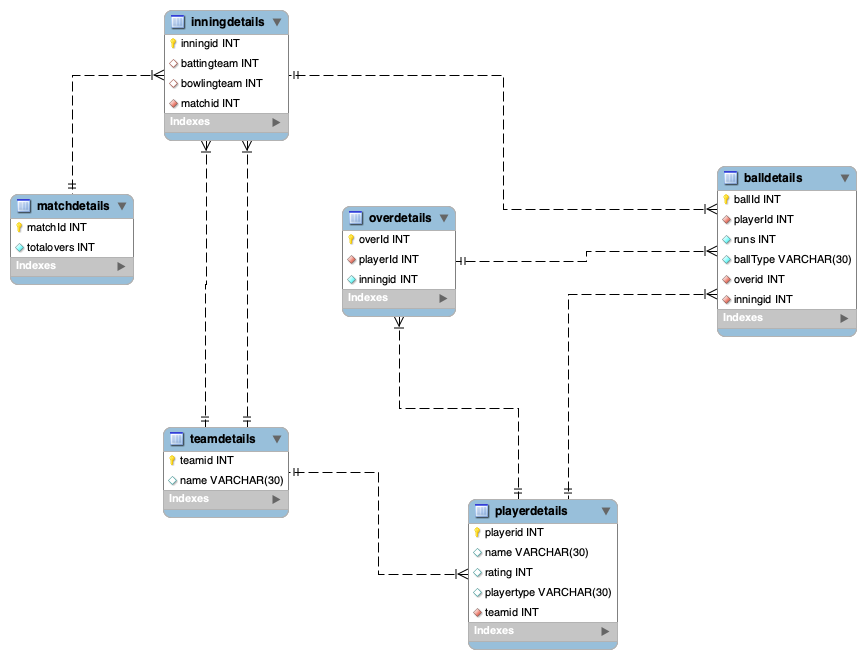 inningdetails
inningid INT
battingteam INT
bowlingteam INT
matchid INT
Indexes
matchdetails
matchId INT
totalovers INT
Indexes
overdetails
overId INT
playerId INT
inningid INT
Indexes
balldetails
ballId INT
playerId INT
runs INT
ballType VARCHAR(30)
overid INT
inningid INT
Indexes
teamdetails
teamid INT
name VARCHAR(30)
Indexes
playerdetails
playerid INT
name VARCHAR(30)
rating INT
playertype VARCHAR(30)
teamid INT
Indexes